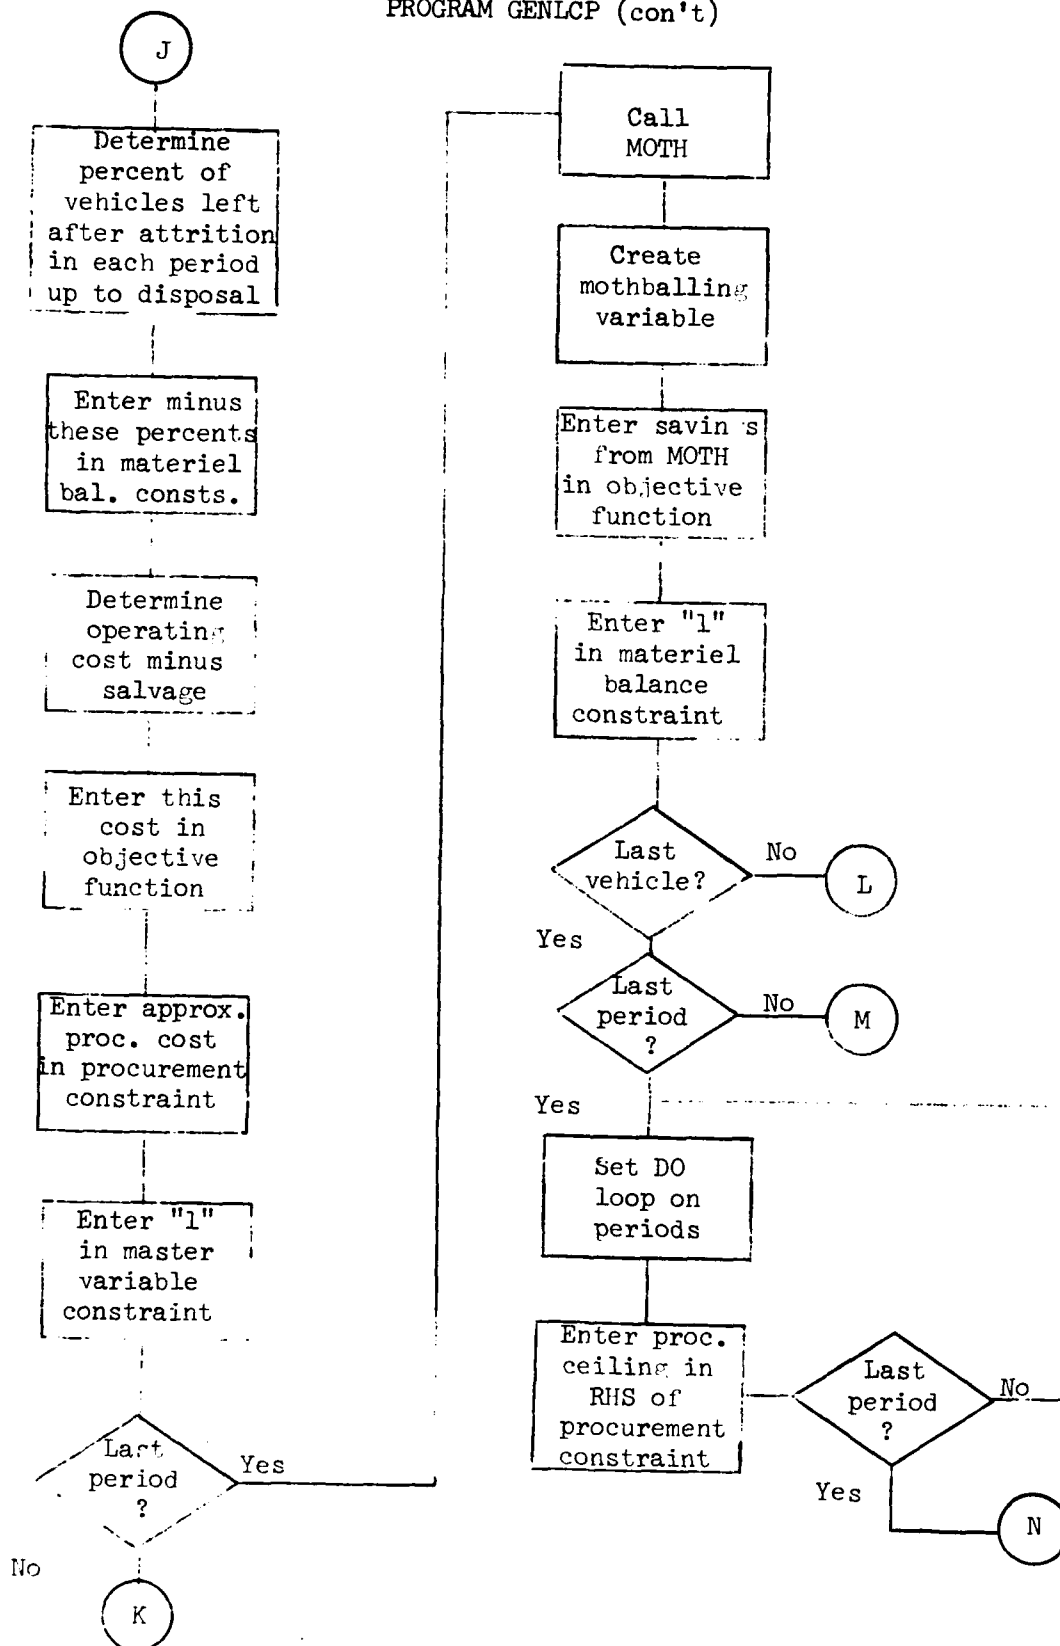 PROGRAM GENLCP (con't)
J
Determine
percent of
vehicles left
after attrition
in each period
up to disposal
Enter minus
these percents
in materiel
bal. consts.
Determine
operating
cost minus
salvage
Enter this
cost in
objective
function
Enter approx.
proc. cost
in procurement
constraint
Enter "1"
in master
variable
constraint
Last
period
?
Yes
No
K
Call
MOTH
Create
mothballing
variable
Enter savin s
from MOTH
in objective
function
Enter "1"
in materiel
balance
constraint
Last
vehicle?
No
L
Yes
Last
period
?
No
M
Yes
Set DO
loop on
periods
Enter proc.
ceiling in
RHS of
procurement
constraint
Last
period
?
No
Yes
N